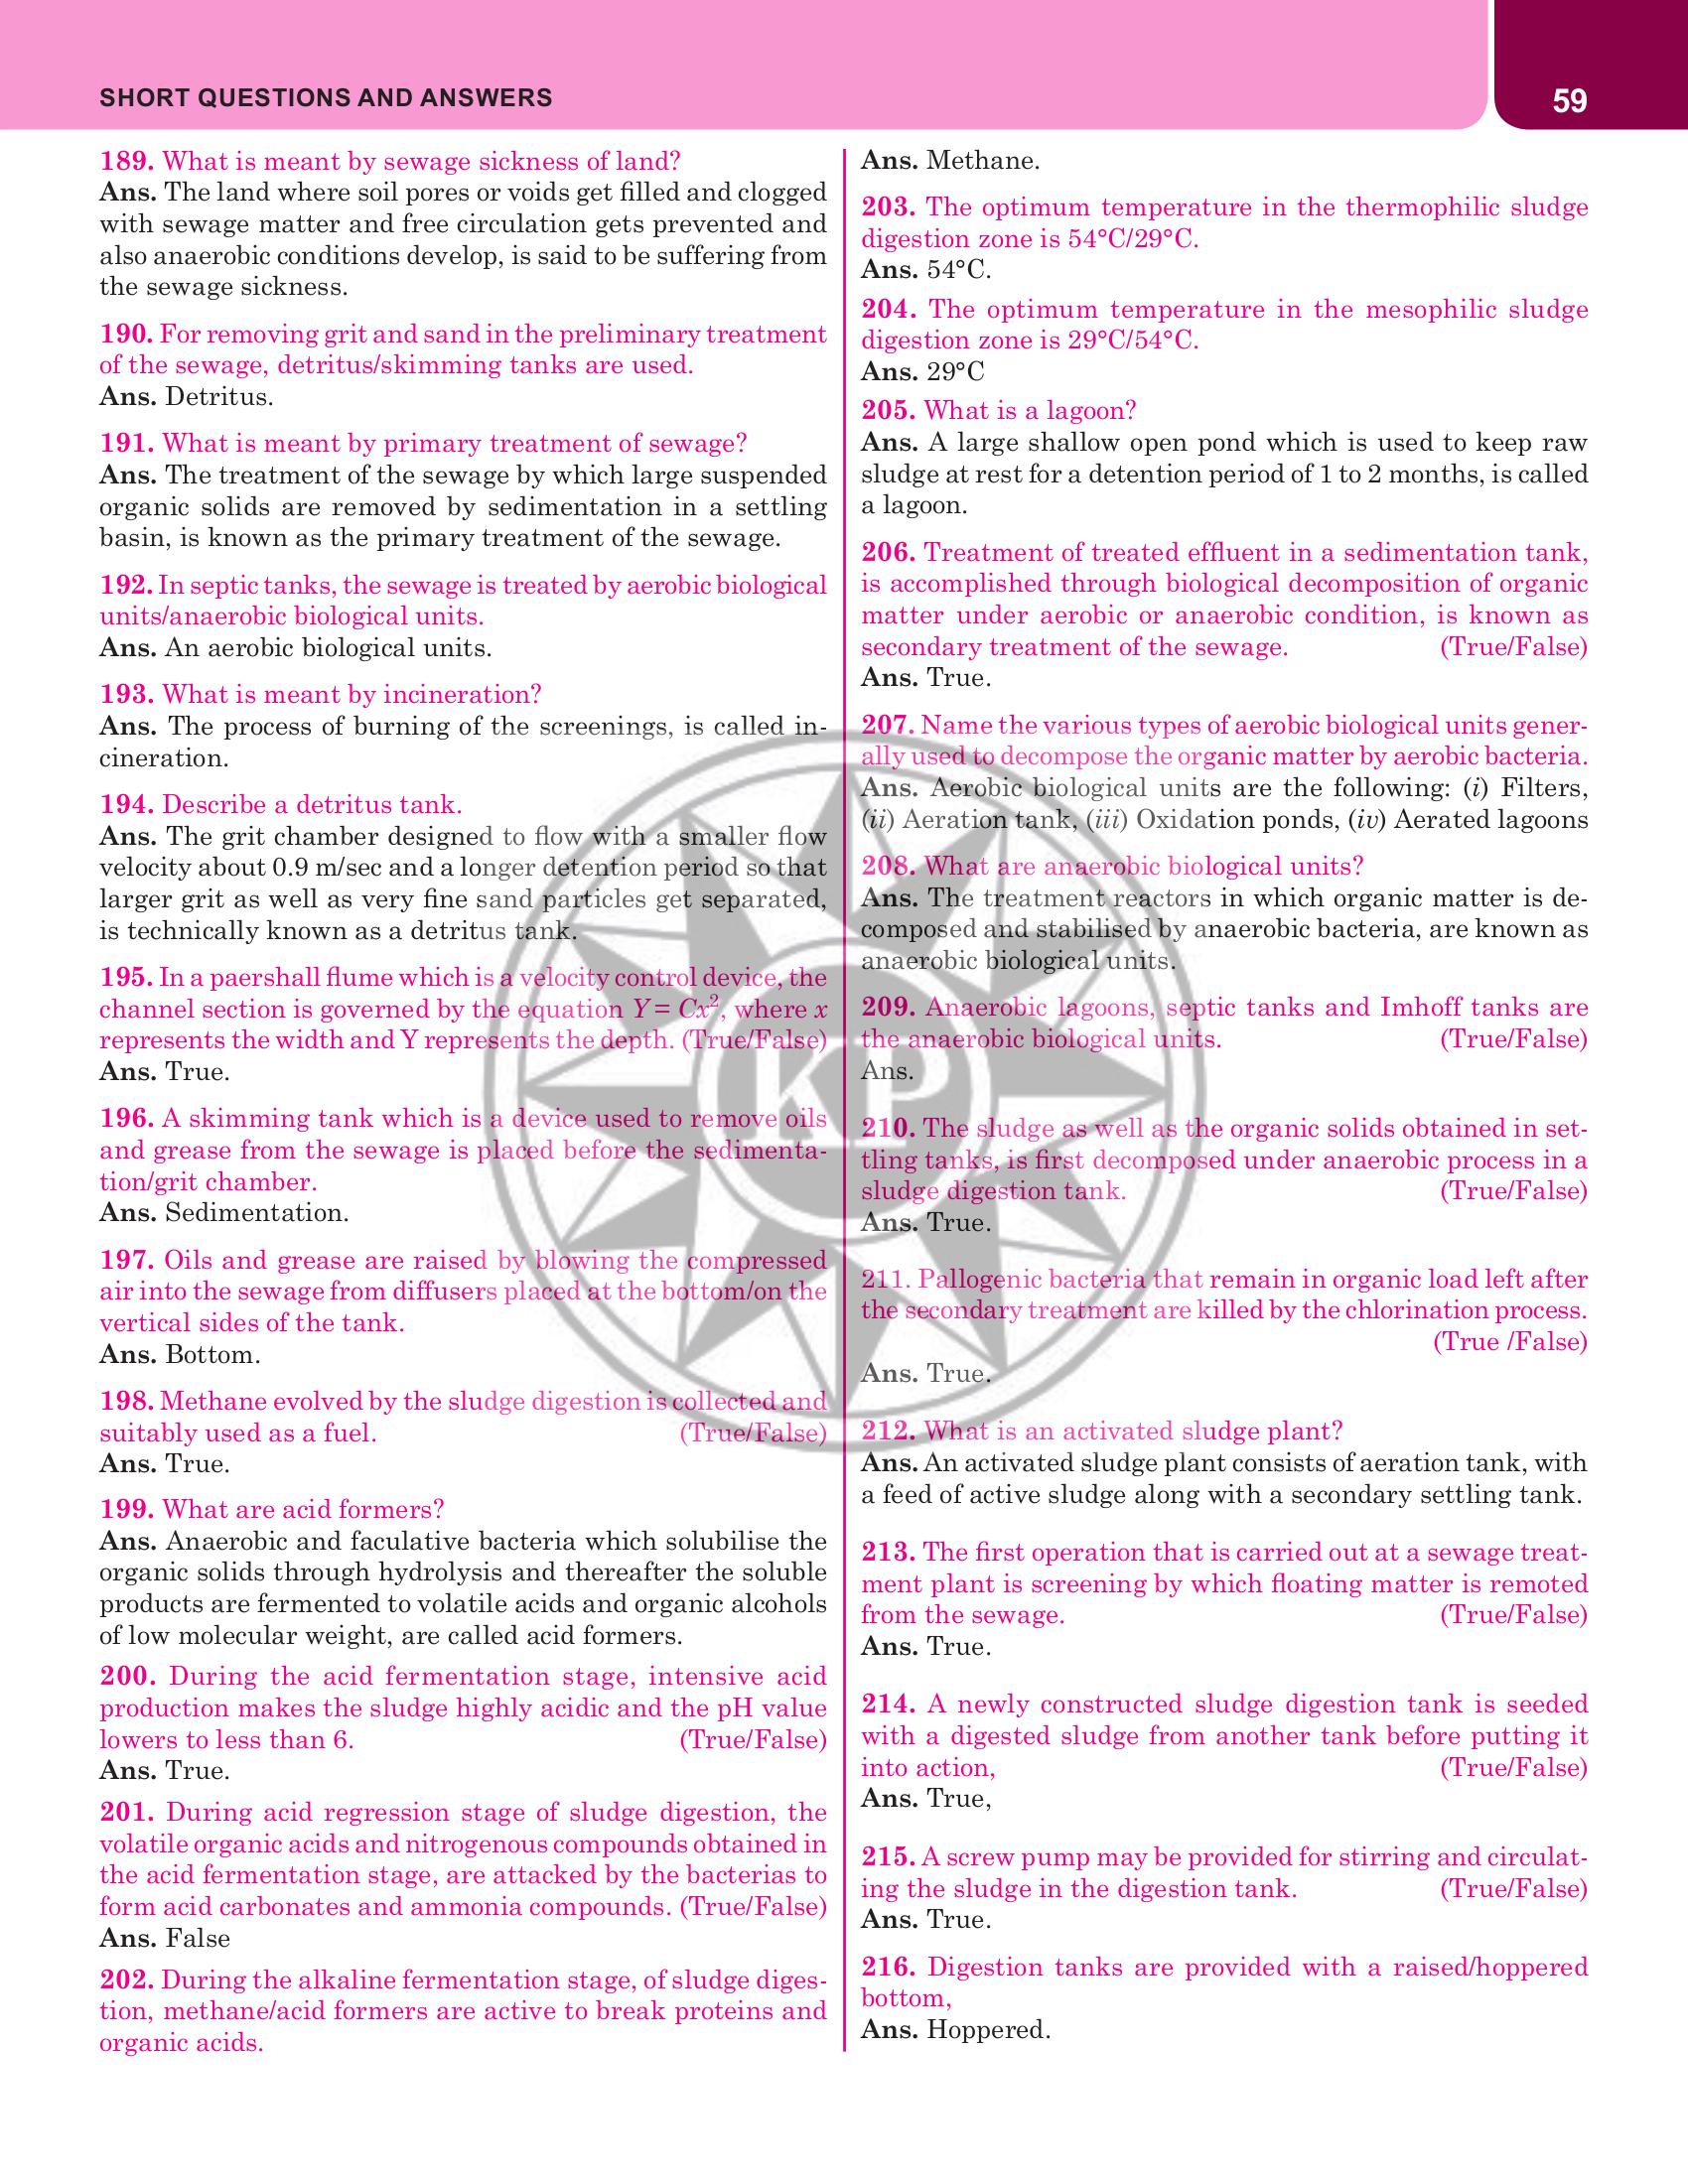 SHORT QUESTIONS AND ANSWERS
59
189. What is meant by sewage sickness of land?
Ans. The land where soil pores or voids get filled and clogged
with sewage matter and free circulation gets prevented and
also anaerobic conditions develop, is said to be suffering from
the sewage sickness.
190. For removing grit and sand in the preliminary treatment
of the sewage, detritus/skimming tanks are used.
Ans. Detritus.
191. What is meant by primary treatment of sewage?
Ans. The treatment of the sewage by which large suspended
organic solids are removed by sedimentation in a settling
basin, is known as the primary treatment of the sewage.
192. In septic tanks, the sewage is treated by aerobic biological
units/anaerobic biological units.
Ans. An aerobic biological units.
193. What is meant by incineration?
Ans. The process of burning of the screenings, is called in-
cineration.
194. Describe a detritus tank.
Ans. The grit chamber designed to flow with a smaller flow
velocity about 0.9 m/sec and a longer detention period so that
larger grit as well as very fine sand particles get separated,
is technically known as a detritus tank.
195. In a paershall flume which is a velocity control device, the
channel section is governed by the equation Y = Cx², where x
represents the width and Y represents the depth. (True/False)
Ans. True.
196. A skimming tank which is a device used to remove oils
and grease from the sewage is placed before the sedimenta-
tion/grit chamber.
Ans. Sedimentation.
197. Oils and grease are raised by blowing the compressed
air into the sewage from diffusers placed at the bottom/on the
vertical sides of the tank.
Ans. Bottom.
198. Methane evolved by the sludge digestion is collected and
suitably used as a fuel. (True/False)
Ans. True.
199. What are acid formers?
Ans. Anaerobic and faculative bacteria which solubilise the
organic solids through hydrolysis and thereafter the soluble
products are fermented to volatile acids and organic alcohols
of low molecular weight, are called acid formers.
200. During the acid fermentation stage, intensive acid
production makes the sludge highly acidic and the pH value
lowers to less than 6. (True/False)
Ans. True.
201. During acid regression stage of sludge digestion, the
volatile organic acids and nitrogenous compounds obtained in
the acid fermentation stage, are attacked by the bacterias to
form acid carbonates and ammonia compounds. (True/False)
Ans. False
202. During the alkaline fermentation stage, of sludge diges-
tion, methane/acid formers are active to break proteins and
organic acids.
Ans. Methane.
203. The optimum temperature in the thermophilic sludge
digestion zone is 54°C/29°C.
Ans. 54°C.
204. The optimum temperature in the mesophilic sludge
digestion zone is 29°C/54°C.
Ans. 29°C
205. What is a lagoon?
Ans. A large shallow open pond which is used to keep raw
sludge at rest for a detention period of 1 to 2 months, is called
a lagoon.
206. Treatment of treated effluent in a sedimentation tank,
is accomplished through biological decomposition of organic
matter under aerobic or anaerobic condition, is known as
secondary treatment of the sewage. (True/False)
Ans. True.
207. Name the various types of aerobic biological units gener-
ally used to decompose the organic matter by aerobic bacteria.
Ans. Aerobic biological units are the following: (i) Filters,
(ii) Aeration tank, (iii) Oxidation ponds, (iv) Aerated lagoons
208. What are anaerobic biological units?
Ans. The treatment reactors in which organic matter is de-
composed and stabilised by anaerobic bacteria, are known as
anaerobic biological units.
209. Anaerobic lagoons, septic tanks and Imhoff tanks are
the anaerobic biological units. (True/False)
Ans.
KP
210. The sludge as well as the organic solids obtained in set-
tling tanks, is first decomposed under anaerobic process in a
sludge digestion tank. (True/False)
Ans. True.
211. Pallogenic bacteria that remain in organic load left after
the secondary treatment are killed by the chlorination process.
(True /False)
Ans. True.
212. What is an activated sludge plant?
Ans. An activated sludge plant consists of aeration tank, with
a feed of active sludge along with a secondary settling tank.
213. The first operation that is carried out at a sewage treat-
ment plant is screening by which floating matter is remoted
from the sewage. (True/False)
Ans. True.
214. A newly constructed sludge digestion tank is seeded
with a digested sludge from another tank before putting it
into action, (True/False)
Ans. True,
215. A screw pump may be provided for stirring and circulat-
ing the sludge in the digestion tank. (True/False)
Ans. True.
216. Digestion tanks are provided with a raised/hoppered
bottom,
Ans. Hoppered.